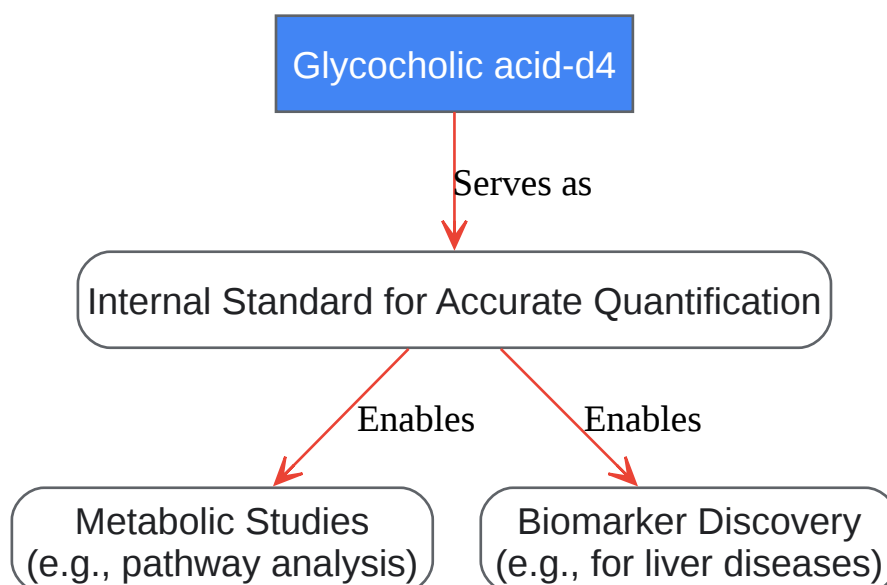 Glycocholic acid-d4
Serves as
Internal Standard for Accurate Quantification
Enables
Enables
Metabolic Studies
(e.g., pathway analysis)
Biomarker Discovery
(e.g., for liver diseases)